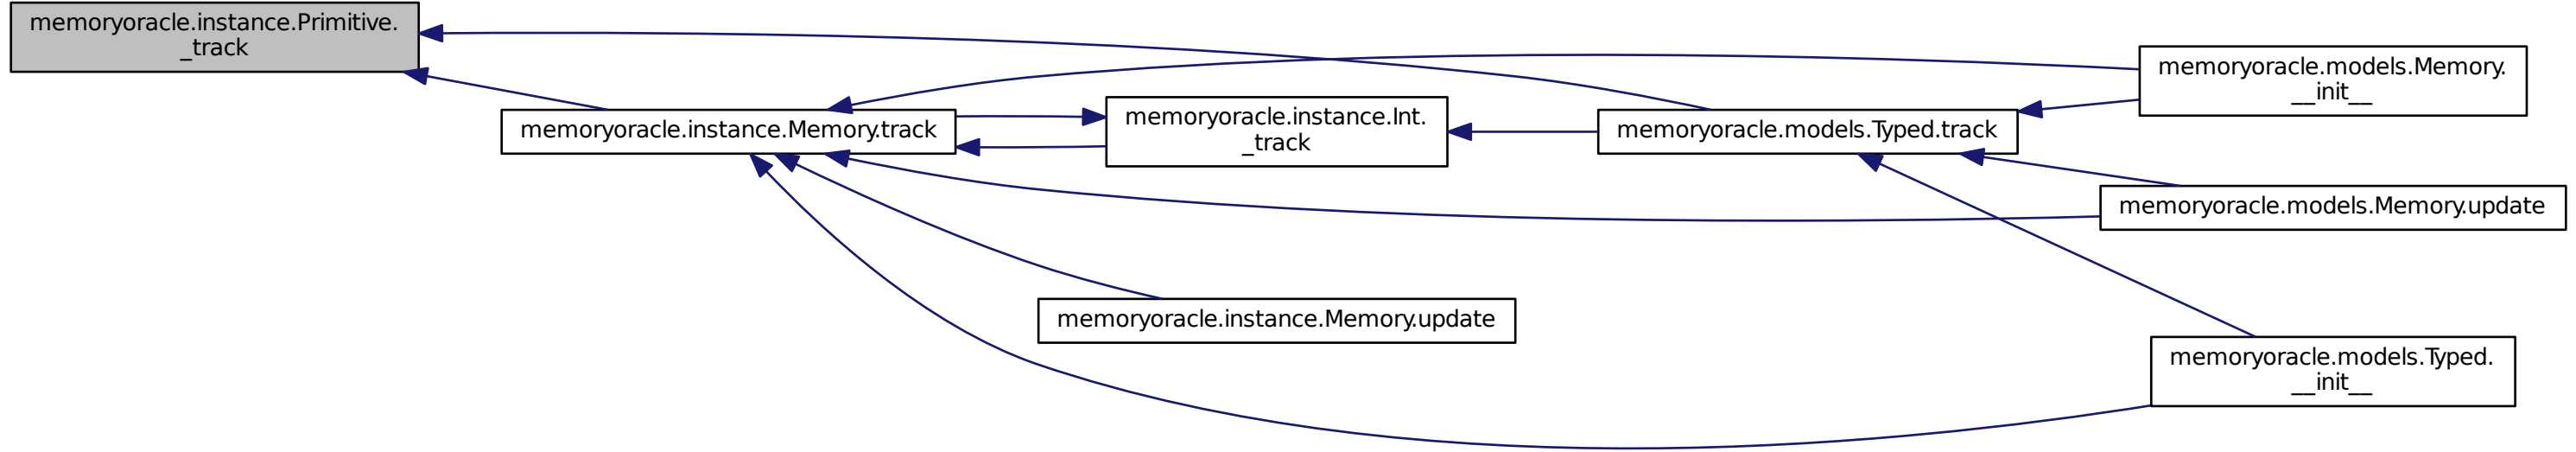 memoryoracle.instance.Primitive.
_track
memoryoracle.instance.Memory.track
memoryoracle.instance.Int.
_track
memoryoracle.models.Typed.track
memoryoracle.models.Memory.
__init__
memoryoracle.models.Memory.update
memoryoracle.instance.Memory.update
memoryoracle.models.Typed.
__init__